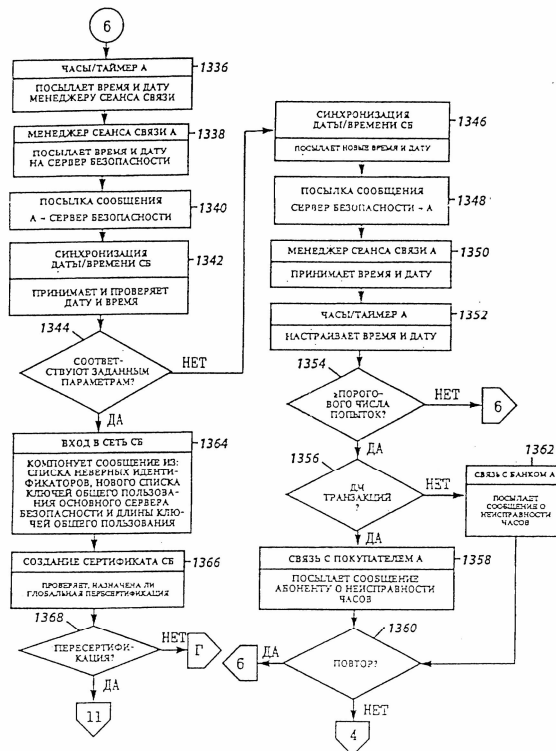 6
ЧАСЫ/ТАЙМЕР А
1336
ПОСЫЛАЕТ ВРЕМЯ И ДАТУ
МЕНЕДЖЕРУ СЕАНСА СВЯЗИ
МЕНЕДЖЕР СЕАНСА СВЯЗИ А
1338
ПОСЫЛАЕТ ВРЕМЯ И ДАТУ
НА СЕРВЕР БЕЗОПАСНОСТИ
ПОСЫЛКА СООБЩЕНИЯ
А → СЕРВЕР БЕЗОПАСНОСТИ
1340
СИНХРОНИЗАЦИЯ
ДАТЫ/ВРЕМЕНИ СБ
1342
ПРИНИМАЕТ И ПРОВЕРЯЕТ
ДАТУ И ВРЕМЯ
1344
СООТВЕТ-
СТВУЮТ ЗАДАННЫМ
ПАРАМЕТРАМ?
НЕТ
ДА
ВХОД В СЕТЬ СБ
1364
КОМПОНУЕТ СООБЩЕНИЕ ИЗ:
СПИСКА НЕВЕРНЫХ ИДЕНТИ-
ФИКАТОРОВ, НОВОГО СПИСКА
КЛЮЧЕЙ ОБЩЕГО ПОЛЬЗОВА-
НИЯ ОСНОВНОГО СЕРВЕРА
БЕЗОПАСНОСТИ И ДЛИНЫ КЛЮ-
ЧЕЙ ОБЩЕГО ПОЛЬЗОВАНИЯ
СОЗДАНИЕ СЕРТИФИКАТА СБ
1366
ПРОВЕРЯЕТ, НАЗНАЧЕНА ЛИ
ГЛОБАЛЬНАЯ ПЕРЕСЕРТИФИКАЦИЯ
1368
ПЕРЕСЕРТИФИ-
КАЦИЯ?
НЕТ
Г
ДА
11
СИНХРОНИЗАЦИЯ
ДАТЫ/ВРЕМЕНИ СБ
1346
ПОСЫЛАЕТ НОВЫЕ ВРЕМЯ И ДАТУ
ПОСЫЛКА СООБЩЕНИЯ
СЕРВЕР БЕЗОПАСНОСТИ → А
1348
МЕНЕДЖЕР СЕАНСА СВЯЗИ А
1350
ПРИНИМАЕТ ВРЕМЯ И ДАТУ
ЧАСЫ/ТАЙМЕР А
1352
НАСТРАИВАЕТ ВРЕМЯ И ДАТУ
1354
≥ПОРОГО-
ВОГО ЧИСЛА
ПОПЫТОК?
НЕТ
6
ДА
1356
ДМ
ТРАНЗАКЦИЙ
?
НЕТ
1362
СВЯЗЬ С БАНКОМ А
ПОСЫЛАЕТ
СООБЩЕНИЯ О
НЕИСПРАВНОСТИ
ЧАСОВ
ДА
СВЯЗЬ С ПОКУПАТЕЛЕМ А
1358
ПОСЫЛАЕТ СООБЩЕНИЕ
АБОНЕНТУ О НЕИСПРАВНОСТИ
ЧАСОВ
1360
ПОВТОР?
ДА
6
НЕТ
4